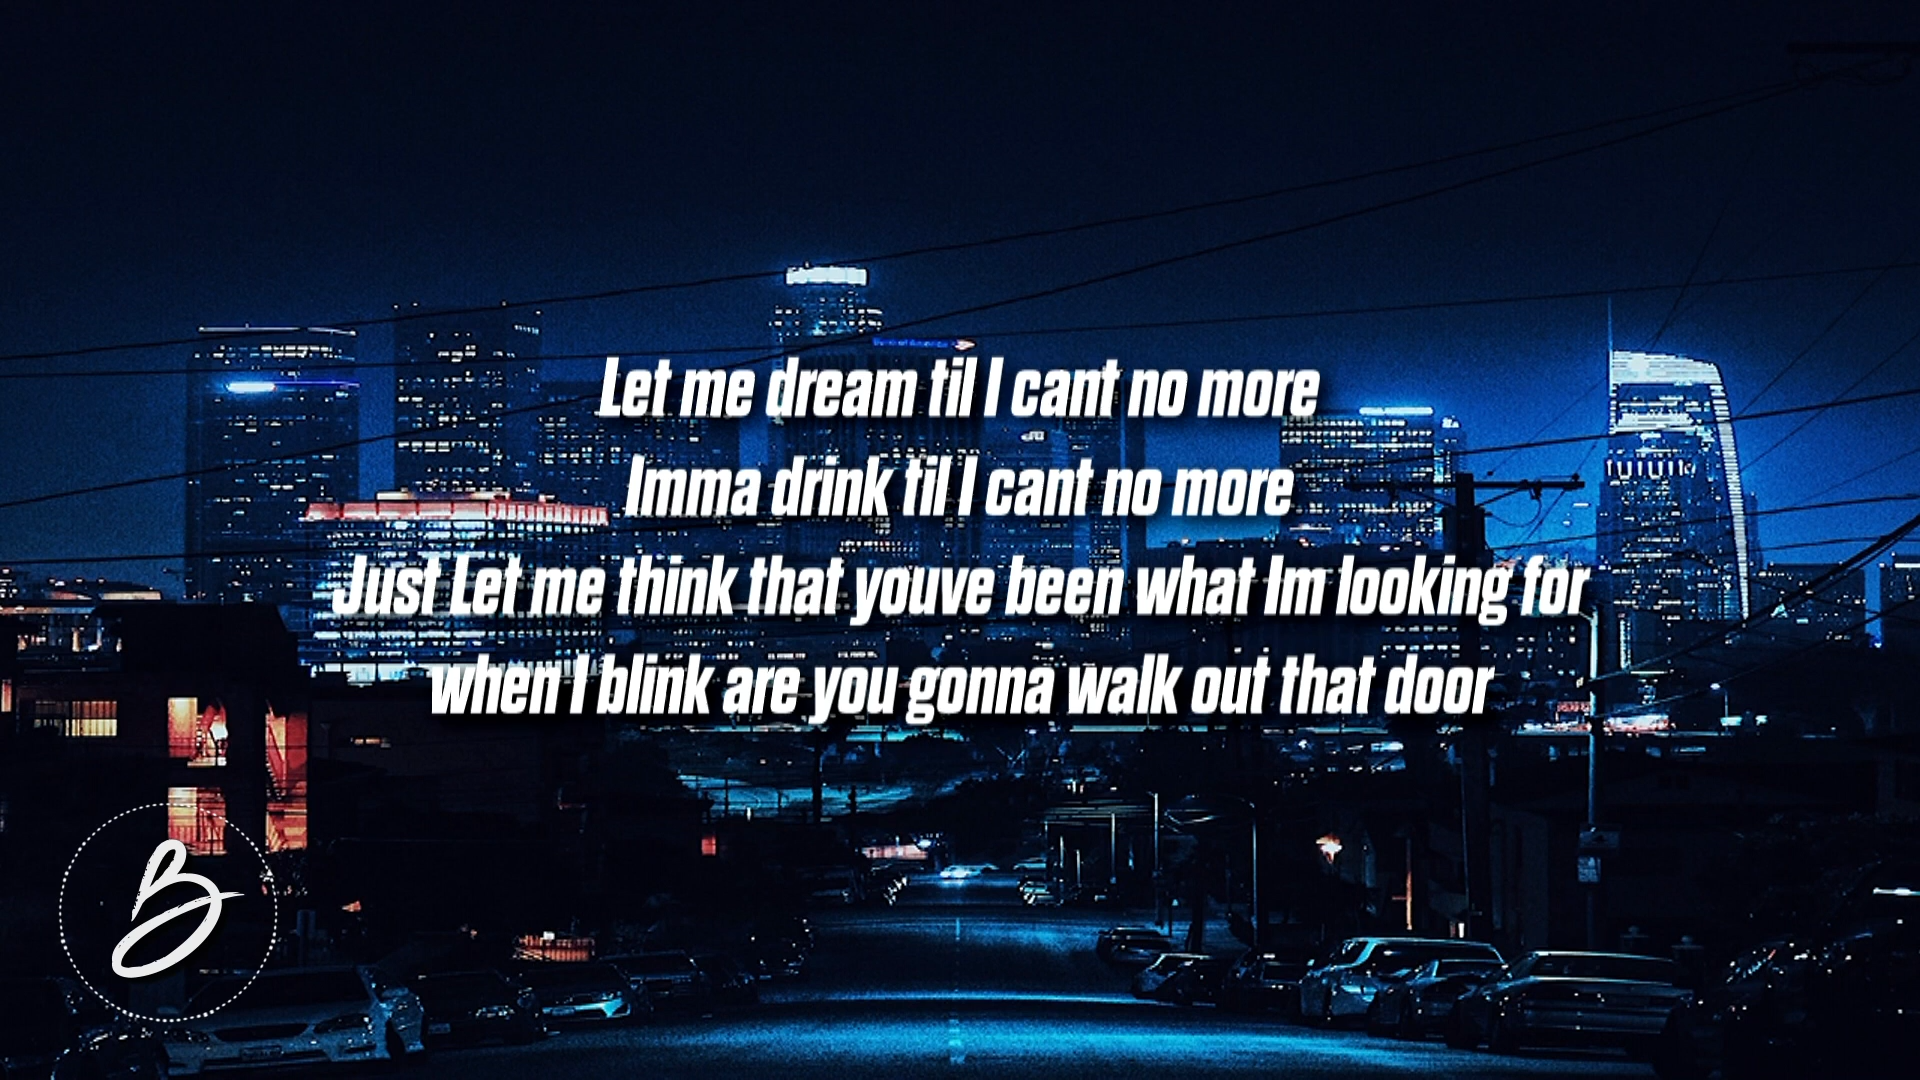 Let me dream til I cant no more
Imma drink til I cant no more
Just Let me think that youve been what Im looking for
when I blink are you gonna walk out that door
B